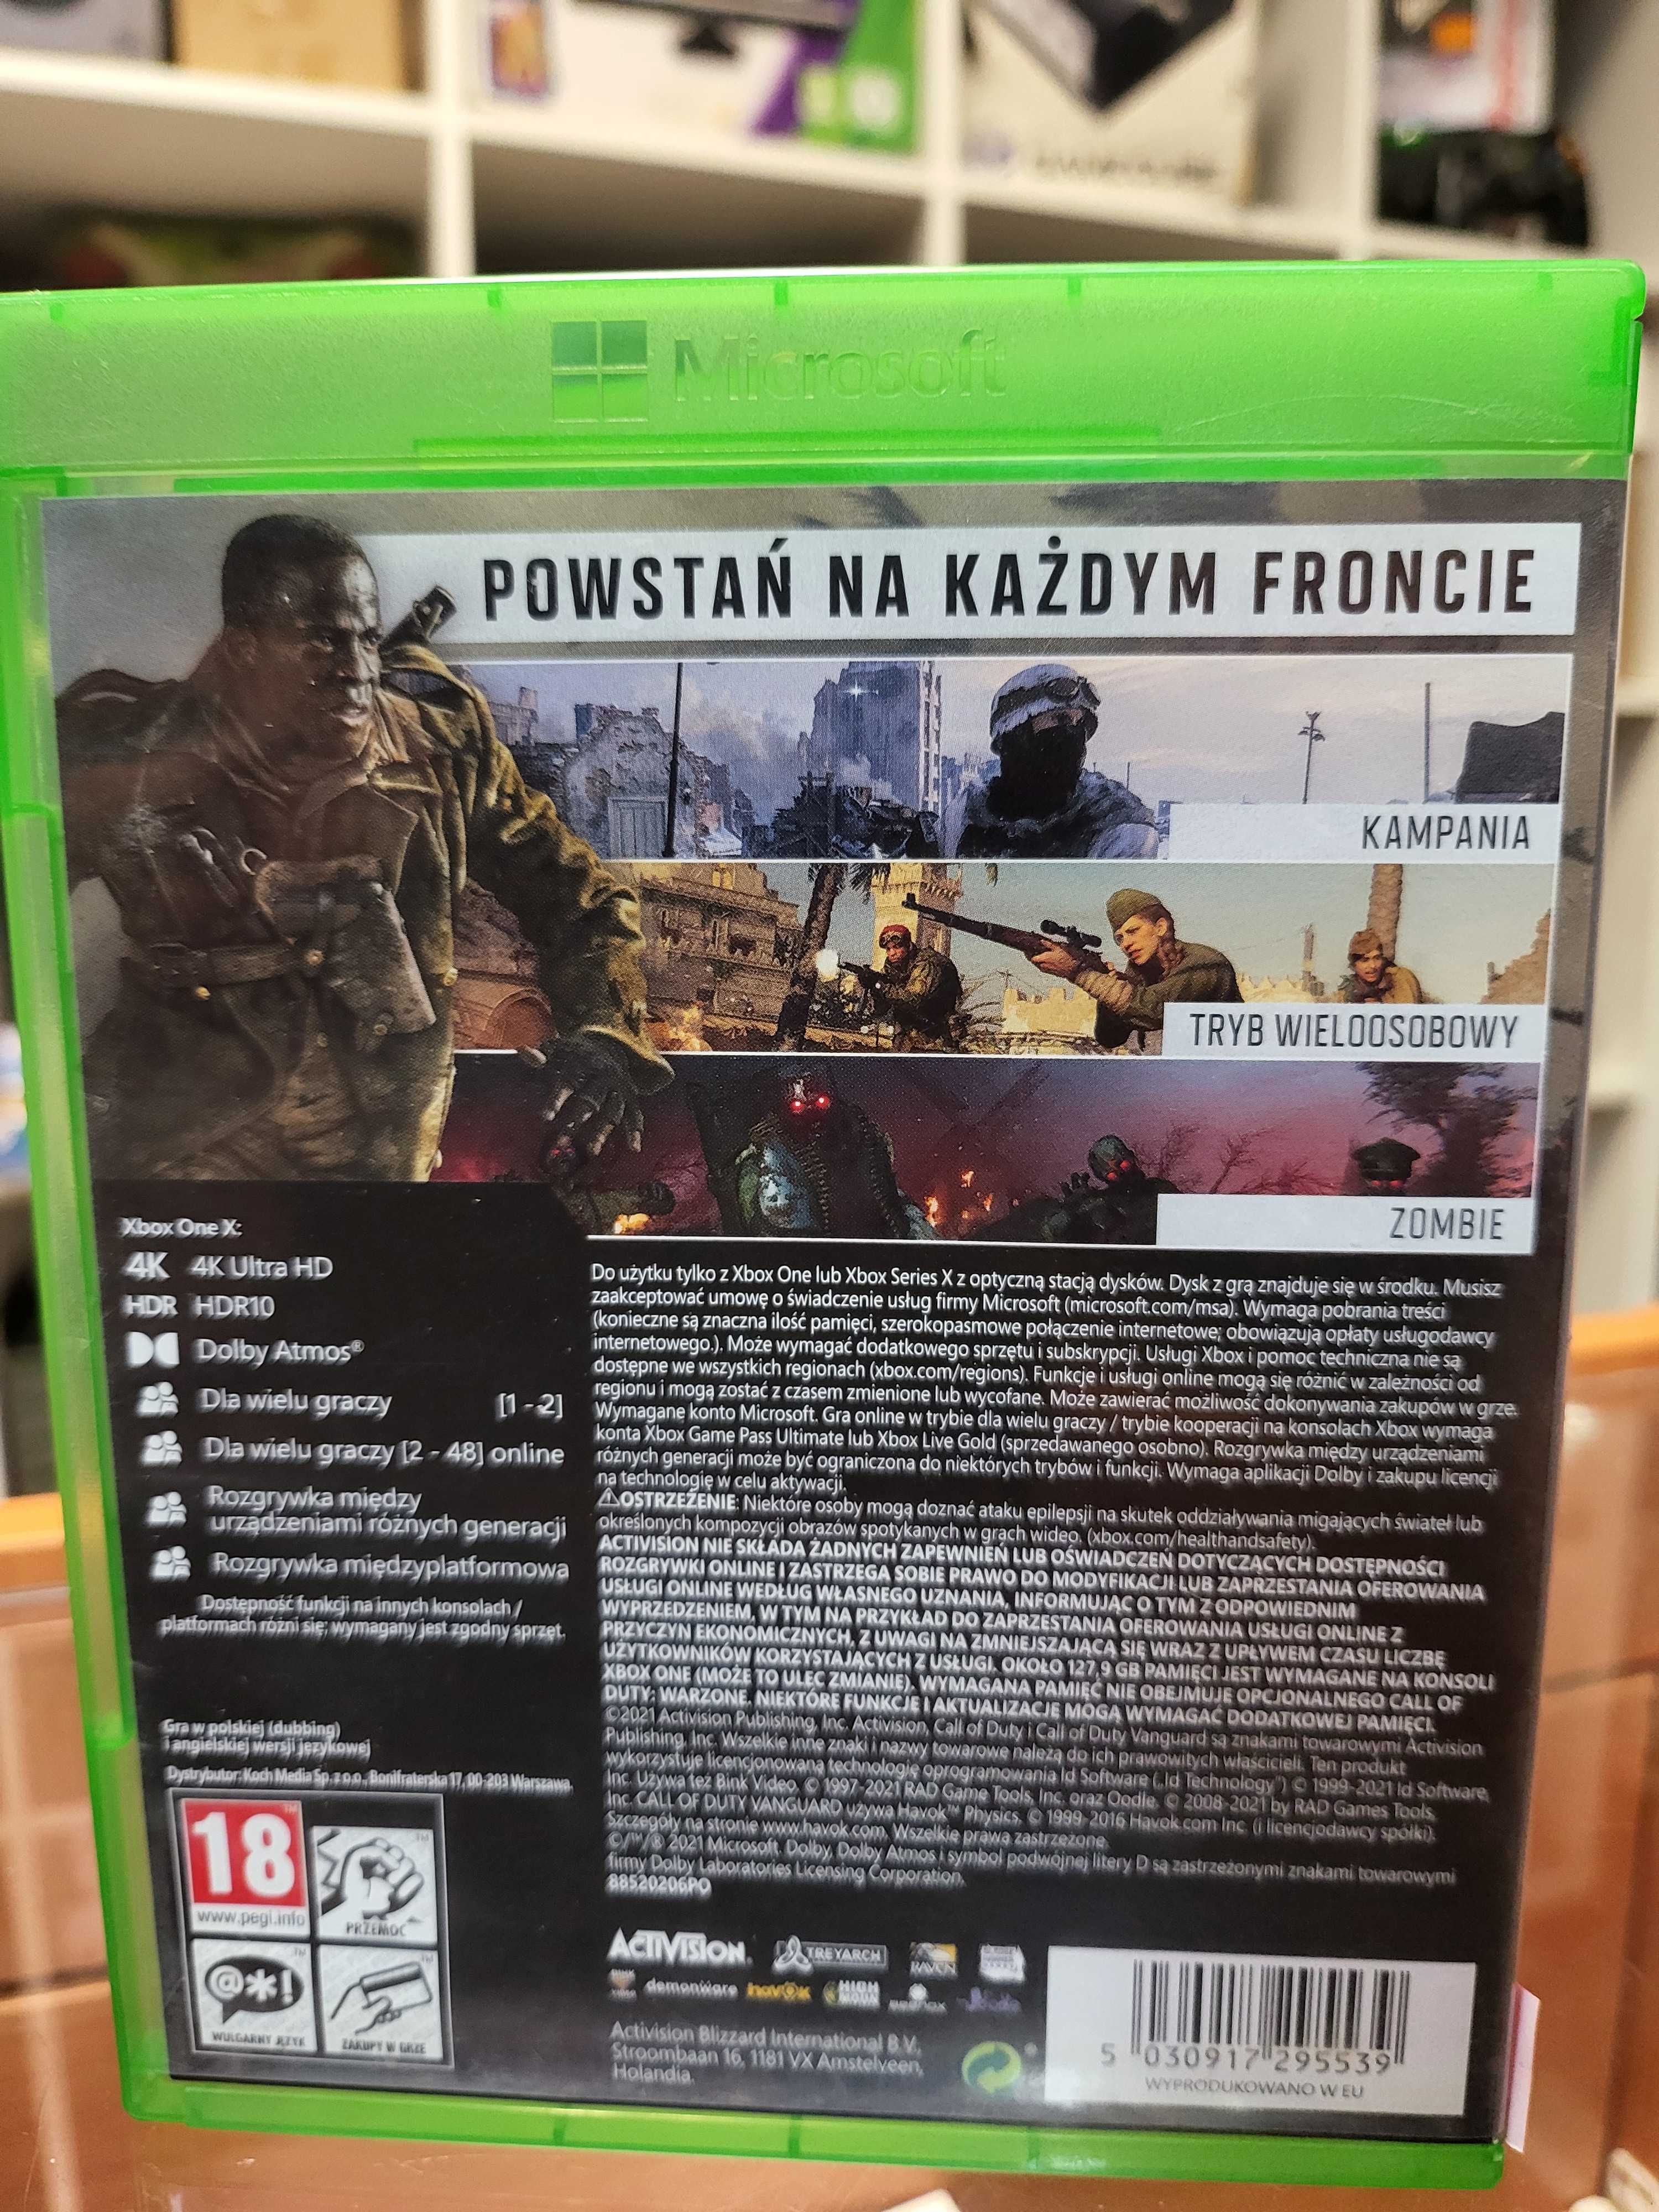 Microsoft
POWSTAŃ NA KAŻDYM FRONCIE
KAMPANIA
TRYB WIELOOSOBOWY
ZOMBIE
Xbox One X:
4K 4K Ultra HD
HDR HDR10
Dolby Atmos®
Dla wielu graczy [1 - 2]
Dla wielu graczy [2 - 48] online
Rozgrywka między
urządzeniami różnych generacji
Rozgrywka międzyplatformowa
Dostępność funkcji na innych konsolach /
platformach różni się; wymagany jest zgodny sprzęt.
Gra w polskiej (dubbing)
i angielskiej wersji językowej
Dystrybutor: Koch Media Sp. z o.o., Bonifraterska 17, 00-203 Warszawa.
18
www.pegi.info
PRZEMOC
@*!
WULGARNY JĘZYK
ZAKUPY W GRZE
Do użytku tylko z Xbox One lub Xbox Series X z optyczną stacją dysków. Dysk z grą znajduje się w środku. Musisz
zaakceptować umowę o świadczenie usług firmy Microsoft (microsoft.com/msa). Wymaga pobrania treści
(konieczne są znaczna ilość pamięci, szerokopasmowe połączenie internetowe; obowiązują opłaty usługodawcy
internetowego.). Może wymagać dodatkowego sprzętu i subskrypcji. Usługi Xbox i pomoc techniczna nie są
dostępne we wszystkich regionach (xbox.com/regions). Funkcje i usługi online mogą się różnić w zależności od
regionu i mogą zostać z czasem zmienione lub wycofane. Może zawierać możliwość dokonywania zakupów w grze.
Wymagane konto Microsoft. Gra online w trybie dla wielu graczy / trybie kooperacji na konsolach Xbox wymaga
konta Xbox Game Pass Ultimate lub Xbox Live Gold (sprzedawanego osobno). Rozgrywka między urządzeniami
różnych generacji może być ograniczona do niektórych trybów i funkcji. Wymaga aplikacji Dolby i zakupu licencji
na technologię w celu aktywacji.
⚠OSTRZEŻENIE: Niektóre osoby mogą doznać ataku epilepsji na skutek oddziaływania migających świateł lub
określonych kompozycji obrazów spotykanych w grach wideo, (xbox.com/healthandsafety).
ACTIVISION NIE SKŁADA ŻADNYCH ZAPEWNIEŃ LUB OŚWIADCZEŃ DOTYCZĄCYCH DOSTĘPNOŚCI
ROZGRYWKI ONLINE I ZASTRZEGA SOBIE PRAWO DO MODYFIKACJI LUB ZAPRZESTANIA OFEROWANIA
USŁUGI ONLINE WEDŁUG WŁASNEGO UZNANIA, INFORMUJĄC O TYM Z ODPOWIEDNIM
WYPRZEDZENIEM, W TYM NA PRZYKŁAD DO ZAPRZESTANIA OFEROWANIA USŁUGI ONLINE Z
PRZYCZYN EKONOMICZNYCH, Z UWAGI NA ZMNIEJSZAJĄCĄ SIĘ WRAZ Z UPŁYWEM CZASU LICZBĘ
UŻYTKOWNIKÓW KORZYSTAJĄCYCH Z USŁUGI. OKOŁO 127,9 GB PAMIĘCI JEST WYMAGANE NA KONSOLI
XBOX ONE (MOŻE TO ULEC ZMIANIE). WYMAGANA PAMIĘĆ NIE OBEJMUJE OPCJONALNEGO CALL OF
DUTY: WARZONE. NIEKTÓRE FUNKCJE I AKTUALIZACJE MOGĄ WYMAGAĆ DODATKOWEJ PAMIĘCI.
©2021 Activision Publishing, Inc. Activision, Call of Duty i Call of Duty Vanguard są znakami towarowymi Activision
Publishing, Inc. Wszelkie inne znaki i nazwy towarowe należą do ich prawowitych właścicieli. Ten produkt
wykorzystuje licencjonowaną technologię oprogramowania Id Software („Id Technology”) © 1999-2021 Id Software,
Inc. Używa też Bink Video. © 1997-2021 RAD Game Tools, Inc. oraz Oodle. © 2008-2021 by RAD Games Tools,
Inc. CALL OF DUTY VANGUARD używa Havok™ Physics. © 1999-2016 Havok.com Inc. (i licencjodawcy spółki).
Szczegóły na stronie www.havok.com. Wszelkie prawa zastrzeżone.
©/™/® 2021 Microsoft. Dolby, Dolby Atmos i symbol podwójnej litery D są zastrzeżonymi znakami towarowymi
firmy Dolby Laboratories Licensing Corporation.
88520206PO
ACTIVISION. TREYARCH RAVEN
demonware havok HIGH MOON
Activision Blizzard International B.V.,
Stroombaan 16, 1181 VX Amstelveen,
Holandia.
5 030917 295539
WYPRODUKOWANO W EU